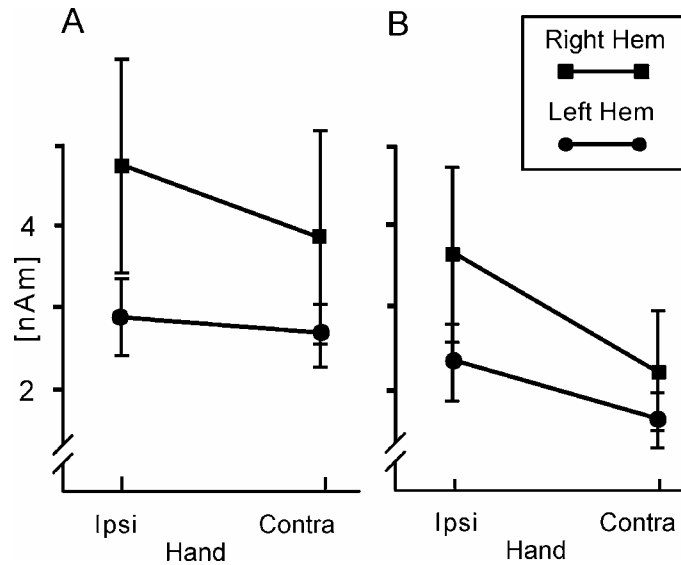 A
B
Right Hem
Left Hem
[nAm]
4
2
Ipsi Contra
Hand
Ipsi Contra
Hand